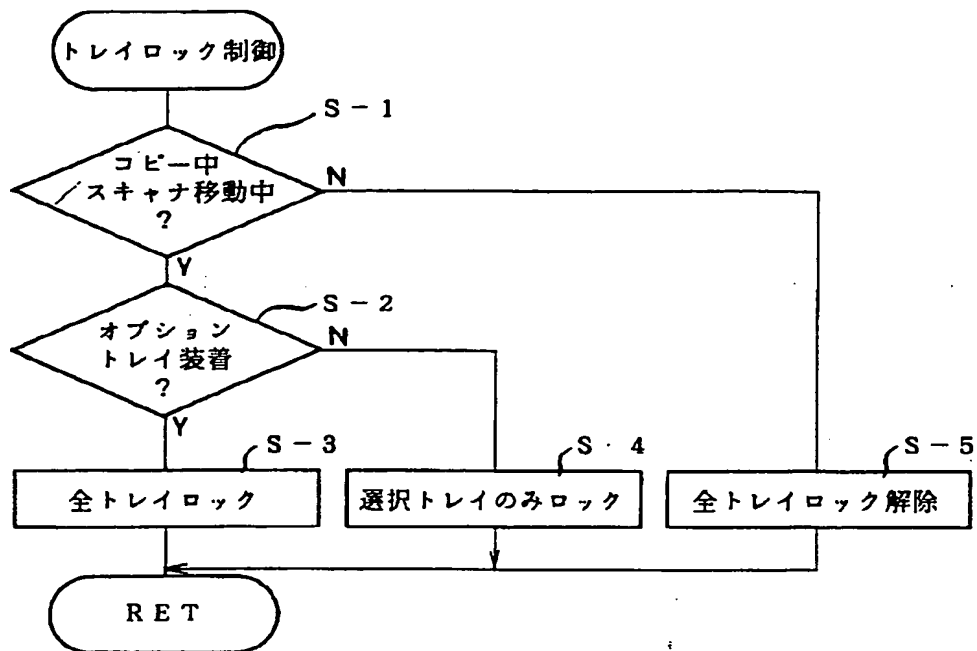 トレイロック制御
S-1
コピー中
/スキャナ移動中
?
N
Y
S-2
オプション
トレイ装着
?
N
Y
S-3
全トレイロック
S・4
選択トレイのみロック
S-5
全トレイロック解除
RET